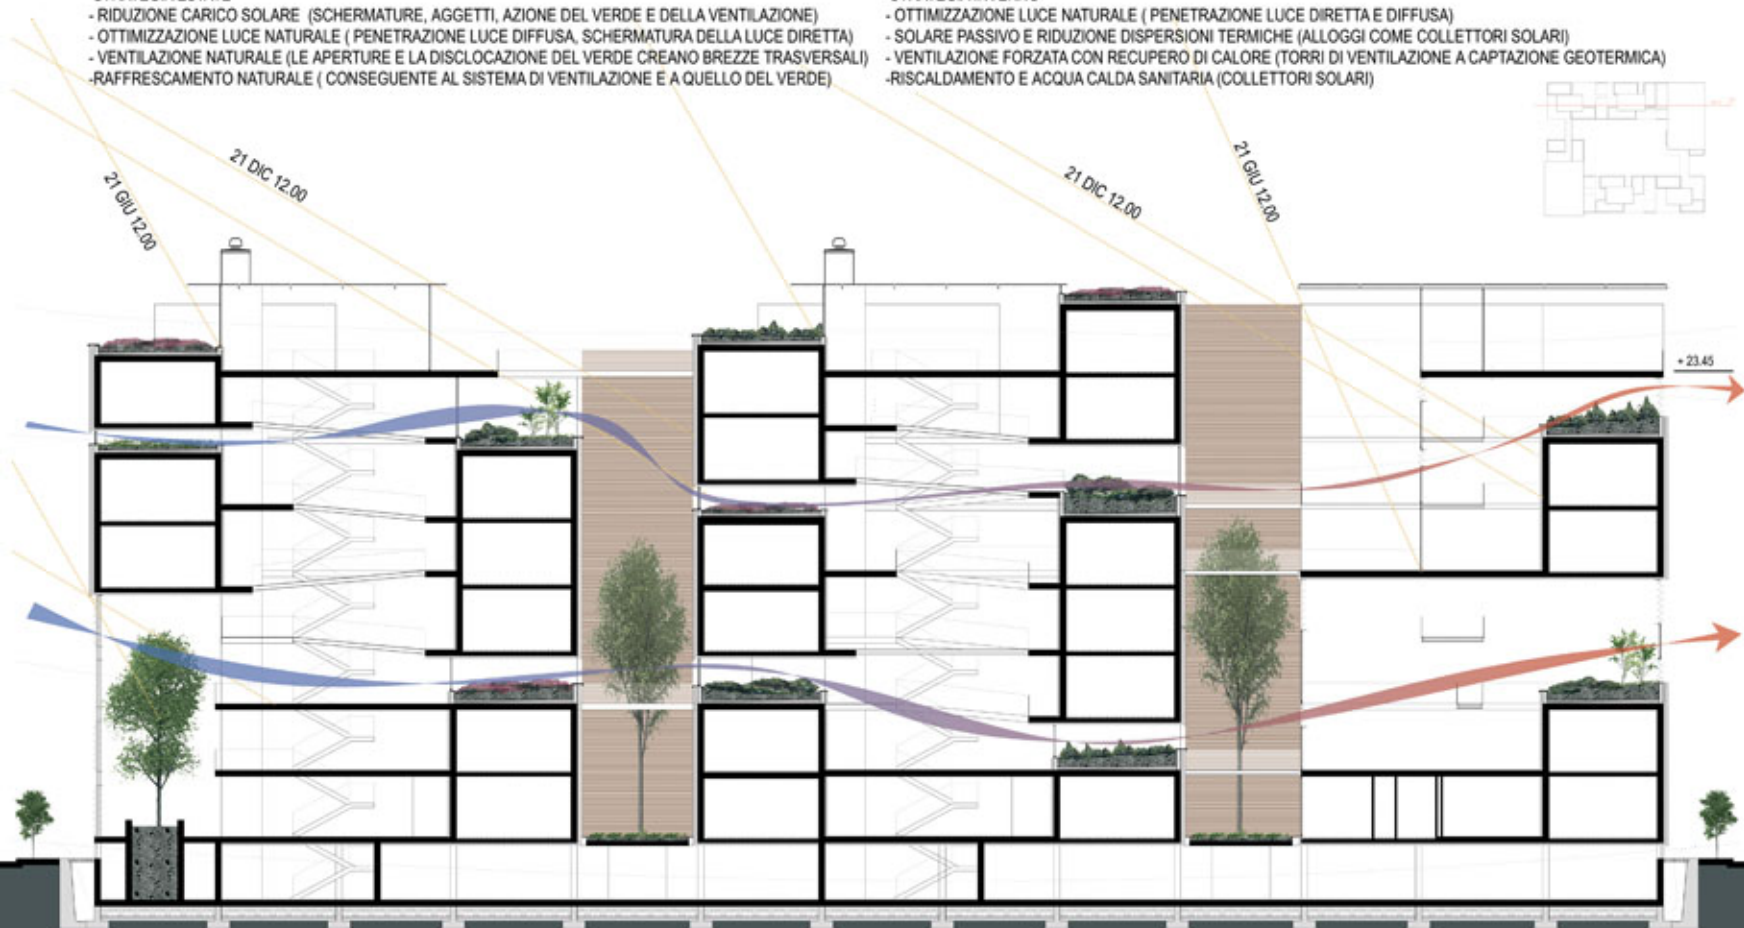 - RIDUZIONE CARICO SOLARE (SCHERMATURE, AGGETTI, AZIONE DEL VERDE E DELLA VENTILAZIONE)
- OTTIMIZZAZIONE LUCE NATURALE ( PENETRAZIONE LUCE DIFFUSA, SCHERMATURA DELLA LUCE DIRETTA)
- VENTILAZIONE NATURALE (LE APERTURE E LA DISLOCAZIONE DEL VERDE CREANO BREZZE TRASVERSALI)
-RAFFRESCAMENTO NATURALE ( CONSEGUENTE AL SISTEMA DI VENTILAZIONE E A QUELLO DEL VERDE)
- OTTIMIZZAZIONE LUCE NATURALE ( PENETRAZIONE LUCE DIRETTA E DIFFUSA)
- SOLARE PASSIVO E RIDUZIONE DISPERSIONI TERMICHE (ALLOGGI COME COLLETTORI SOLARI)
- VENTILAZIONE FORZATA CON RECUPERO DI CALORE (TORRI DI VENTILAZIONE A CAPTAZIONE GEOTERMICA)
-RISCALDAMENTO E ACQUA CALDA SANITARIA (COLLETTORI SOLARI)
21 GIU 12.00
21 DIC 12.00
21 DIC 12.00
21 GIU 12.00
+ 23.45